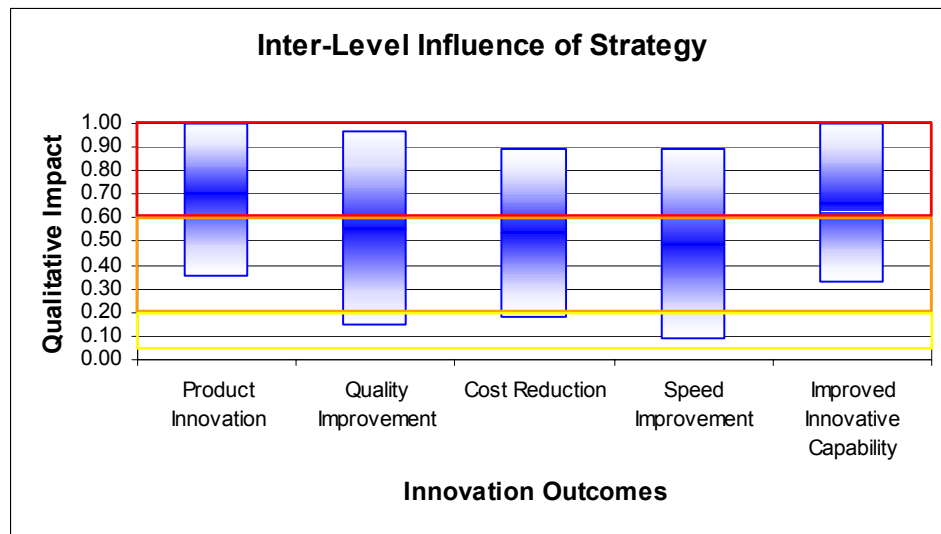 Inter-Level Influence of Strategy
Qualitative Impact
1.00
0.90
0.80
0.70
0.60
0.50
0.40
0.30
0.20
0.10
0.00
Product
Innovation
Quality
Improvement
Cost Reduction
Speed
Improvement
Improved
Innovative
Capability
Innovation Outcomes